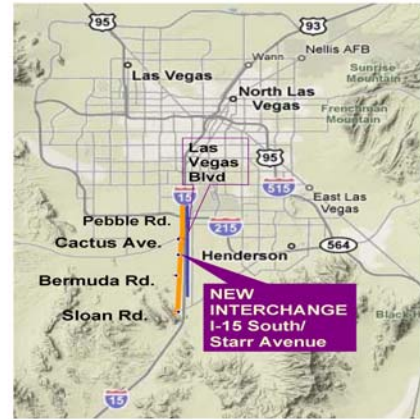 95
93
Wann
Nellis AFB
Las Vegas
Sunrise
Mountain
North Las
Vegas
Frenchman
Mountain
Las
Vegas
Blvd
95
515
15
East Las
Vegas
Pebble Rd.
215
Cactus Ave.
Henderson
564
Bermuda Rd.
NEW
INTERCHANGE
I-15 South/
Starr Avenue
Sloan Rd.
Black
15